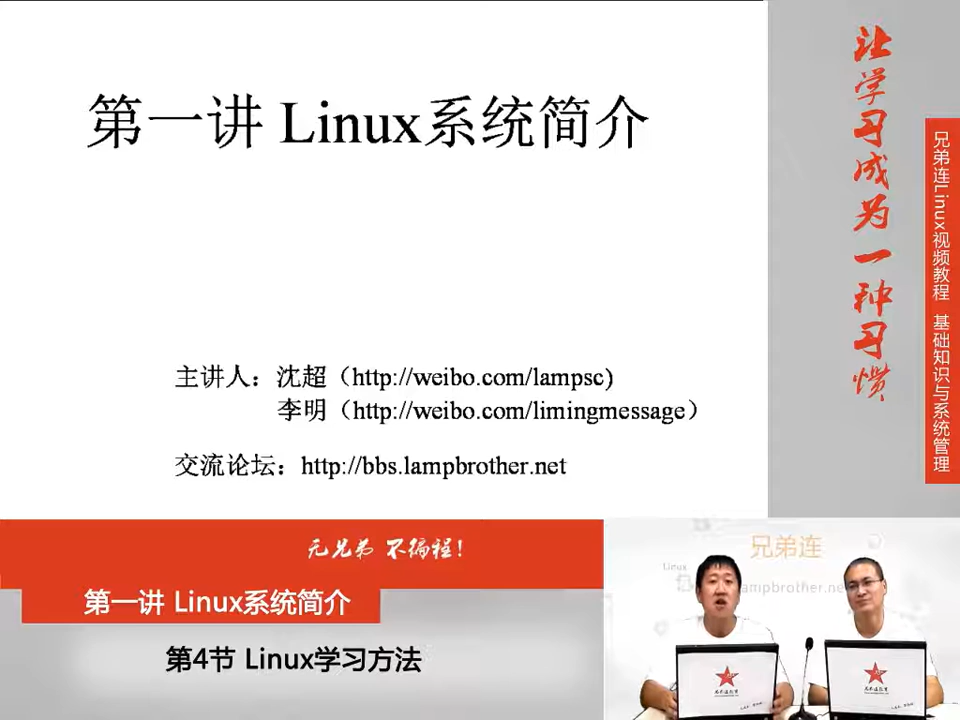 第一讲 Linux系统简介
主讲人：沈超（http://weibo.com/lampsc)
李明（http://weibo.com/limingmessage）
交流论坛：http://bbs.lampbrother.net
让学习成为一种习惯
兄弟连Linux视频教程 基础知识与系统管理
无兄弟 不编程!
第一讲 Linux系统简介
第4节 Linux学习方法
兄弟连
Linux
lampbrother.ne